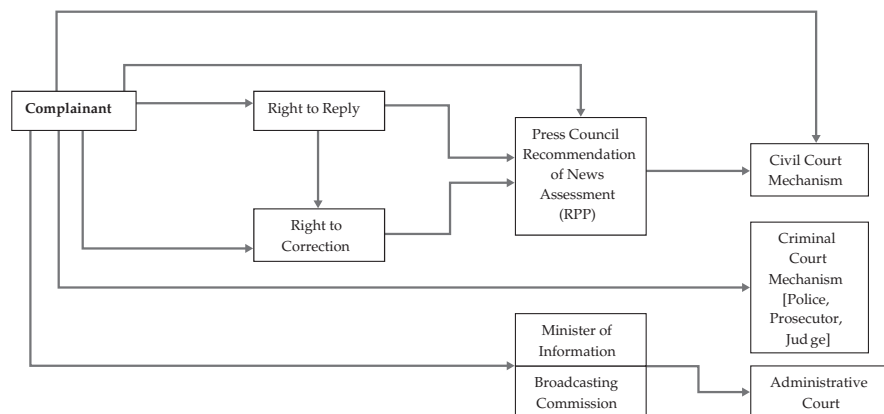 Complainant
Right to Reply
Press Council
Recommendation
of News
Assessment
(RPP)
Civil Court
Mechanism
Right to
Correction
Criminal
Court
Mechanism
[Police,
Prosecutor,
Jud ge]
Minister of
Information
Broadcasting
Commission
Administrative
Court